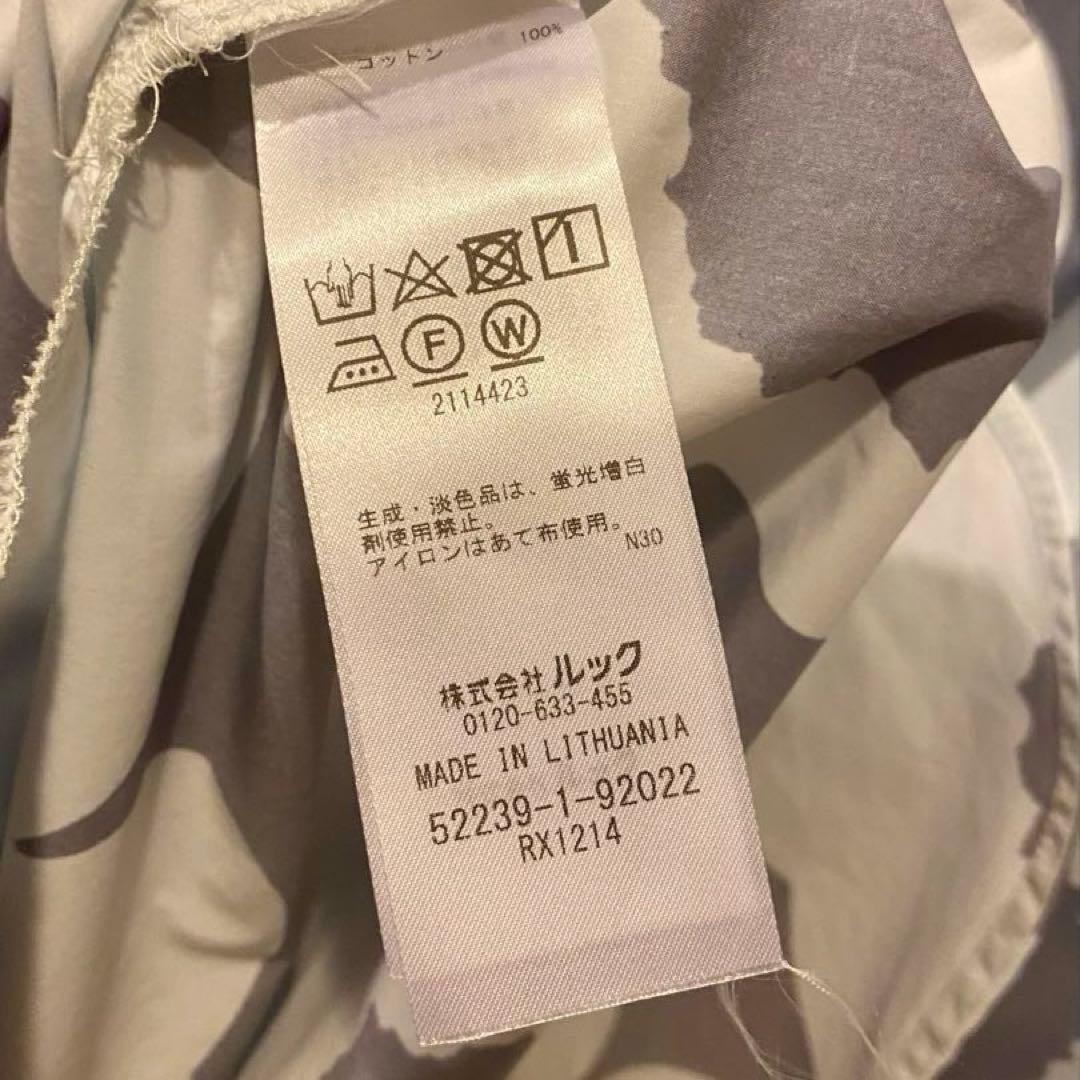 コットン 100%
F W
2114423
生成・淡色品は、蛍光増白
剤使用禁止。
アイロンはあて布使用。
N30
株式会社ルック
0120-633-455
MADE IN LITHUANIA
52239-1-92022
RX1214